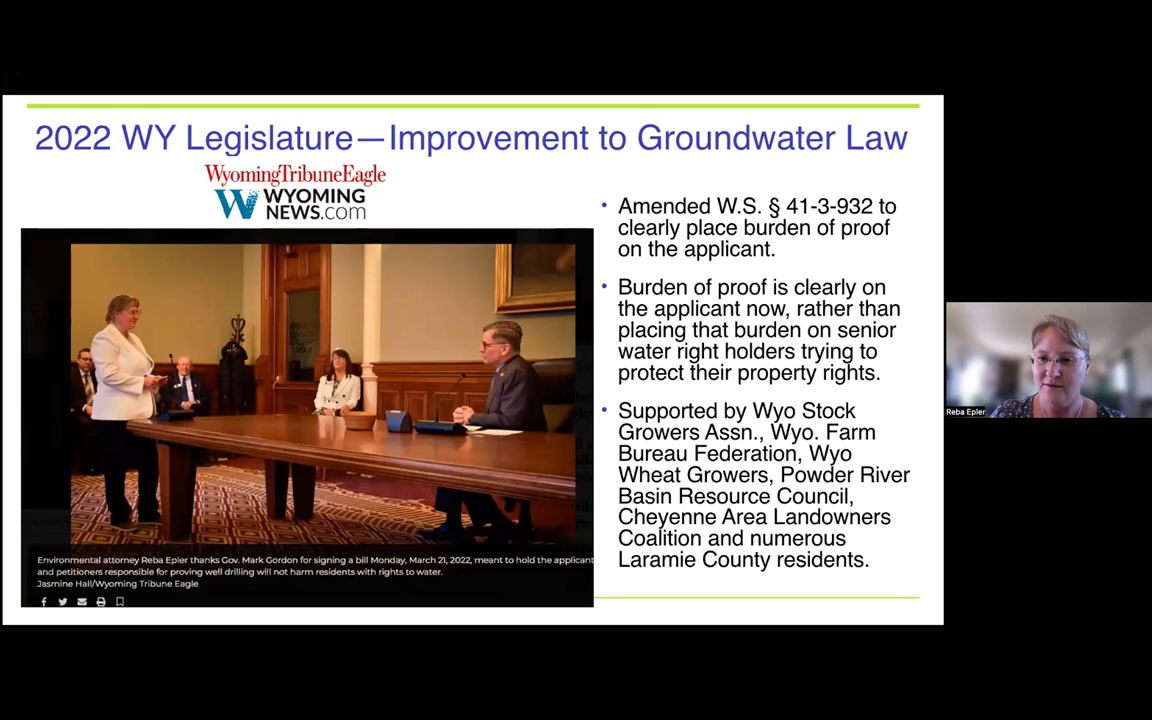 2022 WY Legislature—Improvement to Groundwater Law
WyomingTribuneEagle
W WYOMING
NEWS.com
• Amended W.S. § 41-3-932 to
clearly place burden of proof
on the applicant.
• Burden of proof is clearly on
the applicant now, rather than
placing that burden on senior
water right holders trying to
protect their property rights.
• Supported by Wyo Stock
Growers Assn., Wyo. Farm
Bureau Federation, Wyo
Wheat Growers, Powder River
Basin Resource Council,
Cheyenne Area Landowners
Coalition and numerous
Laramie County residents.
Environmental attorney Reba Epler thanks Gov. Mark Gordon for signing a bill Monday, March 21, 2022, meant to hold the applicant
and petitioners responsible for proving well drilling will not harm residents with rights to water.
Jasmine Hall/Wyoming Tribune Eagle
Reba Epler